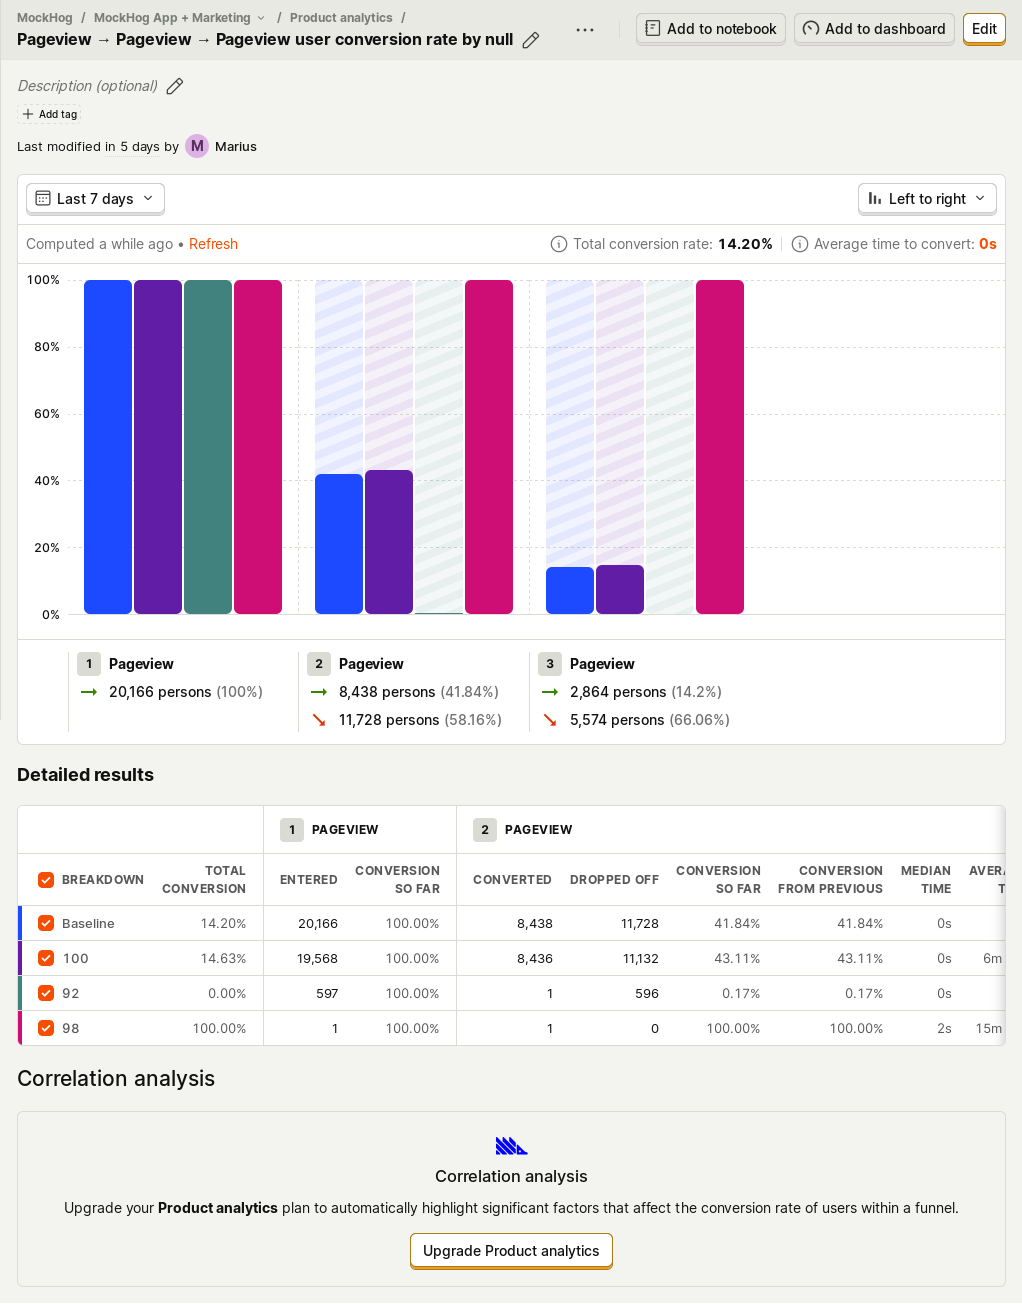 MockHog / MockHog App + Marketing / Product analytics /
Pageview → Pageview → Pageview user conversion rate by null
Add to notebook
Add to dashboard
Edit
Description (optional)
Add tag
Last modified in 5 days by M Marius
Last 7 days
Left to right
Computed a while ago • Refresh
Total conversion rate: 14.20%
Average time to convert: 0s
100%
80%
60%
40%
20%
0%
1 Pageview
20,166 persons (100%)
2 Pageview
8,438 persons (41.84%)
11,728 persons (58.16%)
3 Pageview
2,864 persons (14.2%)
5,574 persons (66.06%)
Detailed results
1 PAGEVIEW
2 PAGEVIEW
BREAKDOWN
TOTAL
CONVERSION
ENTERED
CONVERSION
SO FAR
CONVERTED
DROPPED OFF
CONVERSION
SO FAR
CONVERSION
FROM PREVIOUS
MEDIAN
TIME
Baseline 14.20% 20,166 100.00% 8,438 11,728 41.84% 41.84% 0s
100 14.63% 19,568 100.00% 8,436 11,132 43.11% 43.11% 0s 6m
92 0.00% 597 100.00% 1 596 0.17% 0.17% 0s
98 100.00% 1 100.00% 1 0 100.00% 100.00% 2s 15m
Correlation analysis
Correlation analysis
Upgrade your Product analytics plan to automatically highlight significant factors that affect the conversion rate of users within a funnel.
Upgrade Product analytics